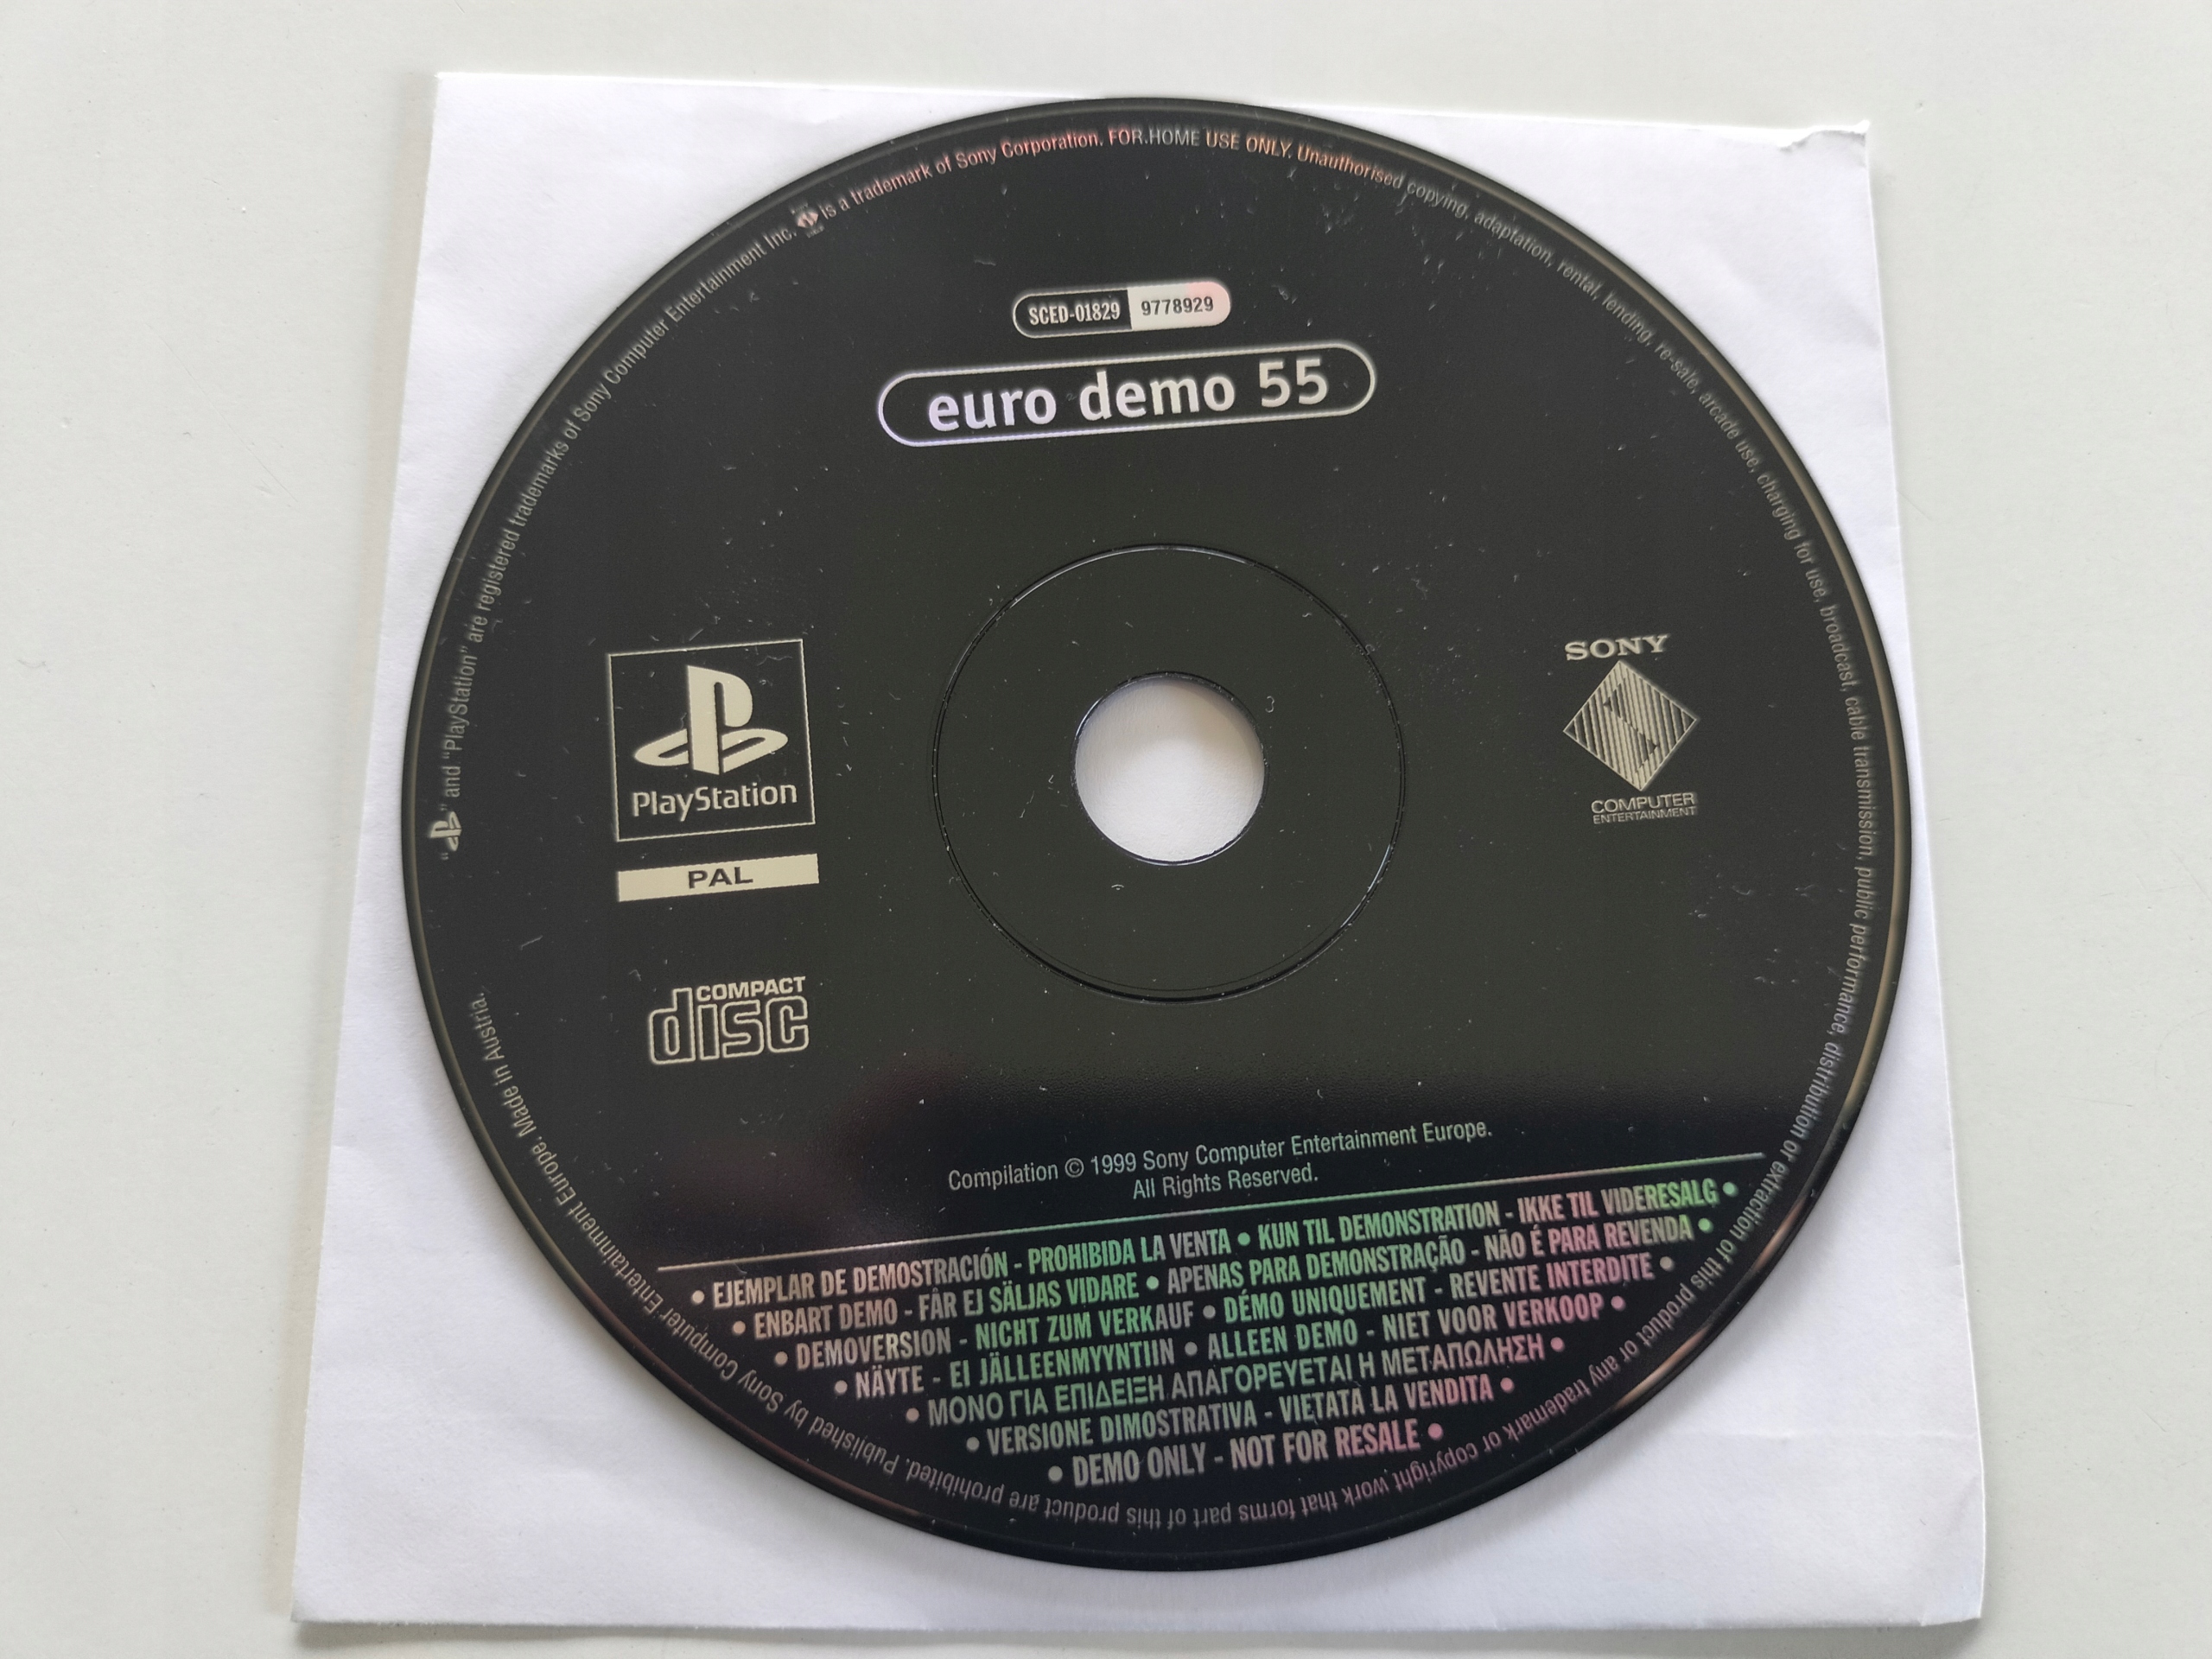 SCED-01829 9778929
euro demo 55
PlayStation
PAL
COMPACT
disc
SONY
COMPUTER
ENTERTAINMENT
Compilation © 1999 Sony Computer Entertainment Europe.
All Rights Reserved.
• EJEMPLAR DE DEMOSTRACIÓN - PROHIBIDA LA VENTA • KUN TIL DEMONSTRATION - IKKE TIL VIDERESALG •
• ENBART DEMO - FÅR EJ SÄLJAS VIDARE • APENAS PARA DEMONSTRAÇÃO - NÃO É PARA REVENDA •
• DEMOVERSION - NICHT ZUM VERKAUF • DÉMO UNIQUEMENT - REVENTE INTERDITE •
• NÄYTE - EI JÄLLEENMYYNTIIN • ALLEEN DEMO - NIET VOOR VERKOOP •
• ΜΟΝΟ ΓΙΑ ΕΠΙΔΕΙΞΗ ΑΠΑΓΟΡΕΥΕΤΑΙ Η ΜΕΤΑΠΩΛΗΣΗ •
• VERSIONE DIMOSTRATIVA - VIETATA LA VENDITA •
• DEMO ONLY - NOT FOR RESALE •
" " and "PlayStation" are registered trademarks of Sony Computer Entertainment Inc. is a trademark of Sony Corporation. FOR HOME USE ONLY. Unauthorised copying, adaptation, rental, lending, re-sale, arcade use, charging for use, broadcast, cable transmission, public performance, distribution or extraction of this product or any trademark or copyright work that forms part of this product are prohibited. Published by Sony Computer Entertainment Europe. Made in Austria.